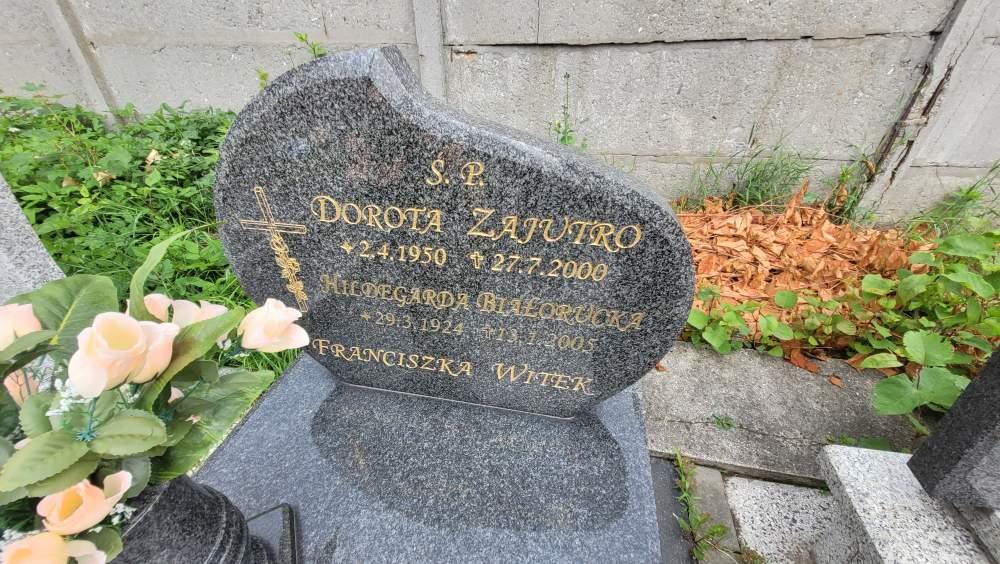 Ś. P.
DOROTA ZAJUTRO
* 2.4.1950 † 27.7.2000
HILDEGARDA BIAŁORUCKA
* 29.3.1924 † 13.1.2005
FRANCISZKA WITEK